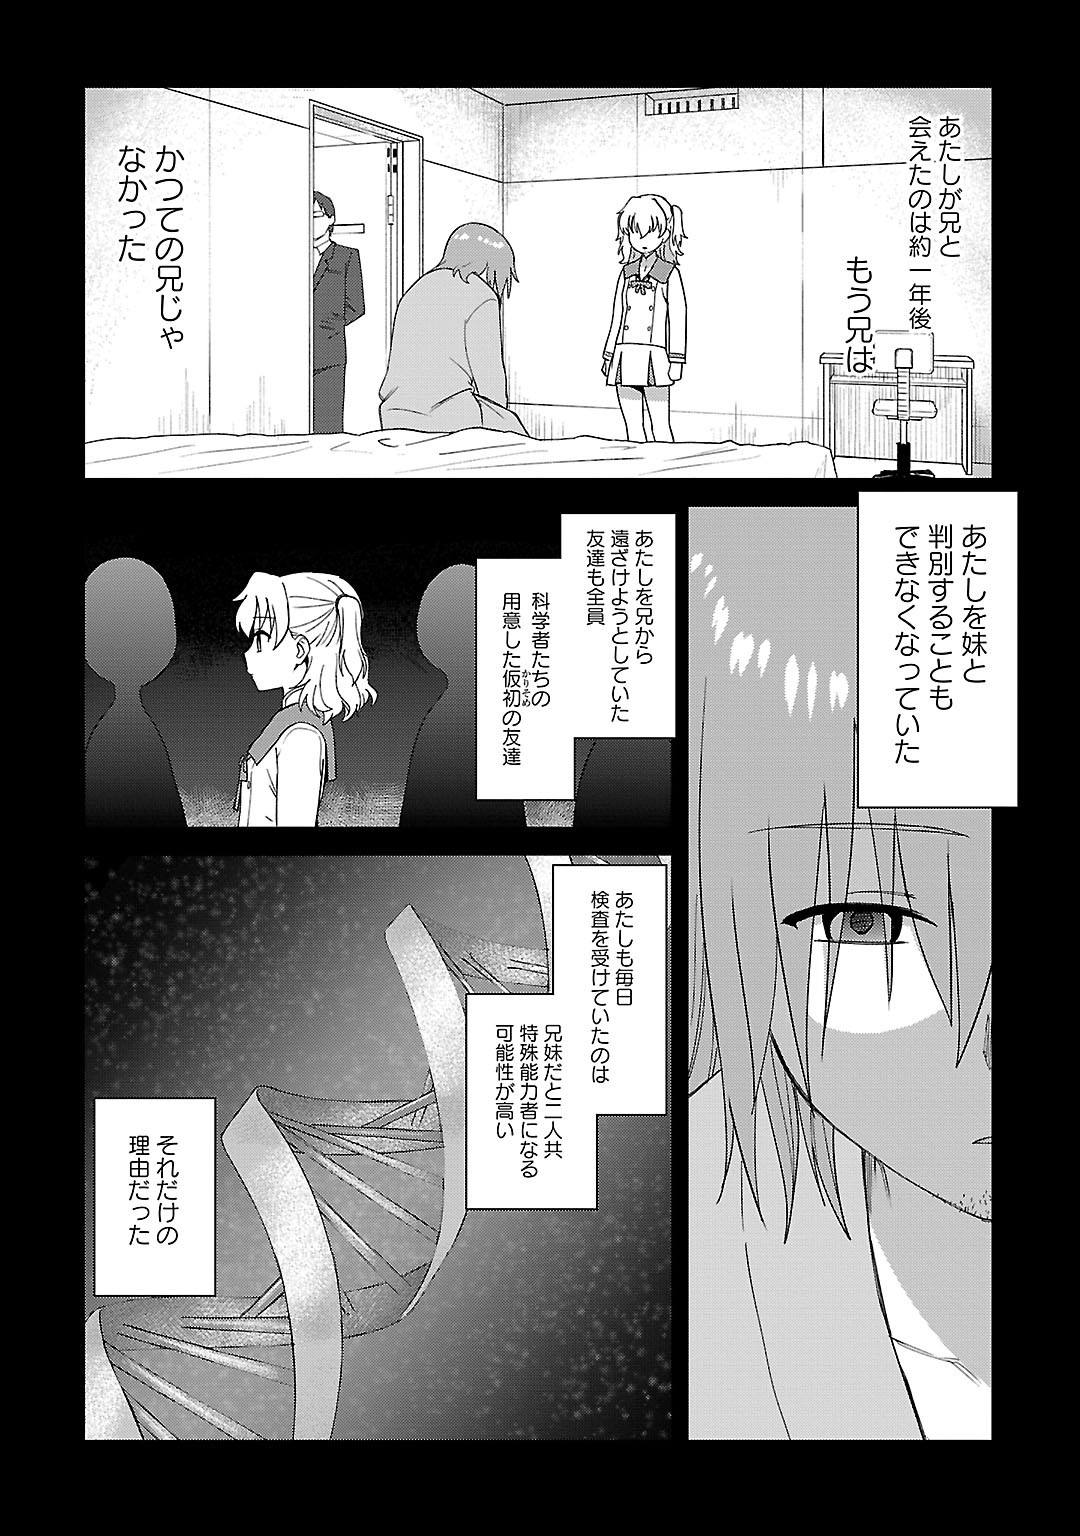 あたしが兄と
会えたのは約一年後
もう兄は
かつての兄じゃ
なかった
あたしを妹と
判別することも
できなくなっていた
あたしを兄から
遠ざけようとしていた
友達も全員
科学者たちの
用意した仮初の友達
かりそめ
あたしも毎日
検査を受けていたのは
兄妹だと二人共
特殊能力者になる
可能性が高い
それだけの
理由だった